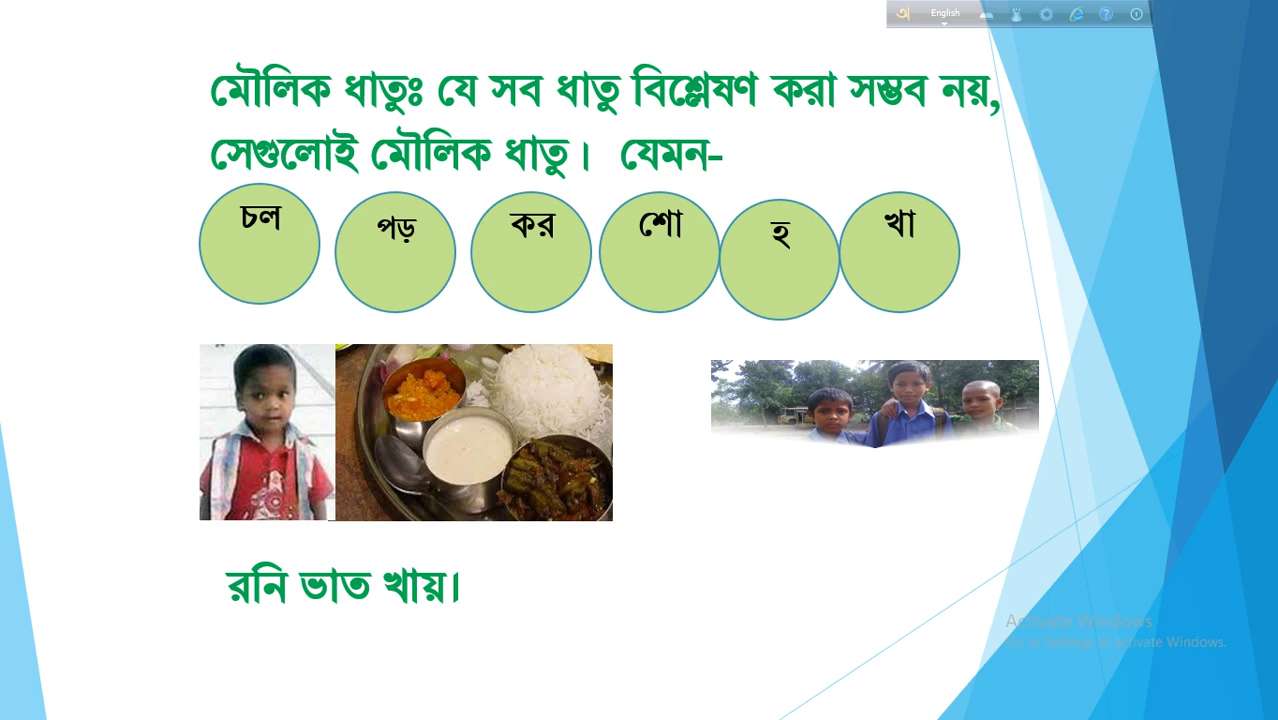 English
মৌলিক ধাতুঃ যে সব ধাতু বিশ্লেষণ করা সম্ভব নয়,
সেগুলোই মৌলিক ধাতু। যেমন-
চল পড় কর শো হ খা
রনি ভাত খায়।
Activate Windows
Go to Settings to activate Windows.